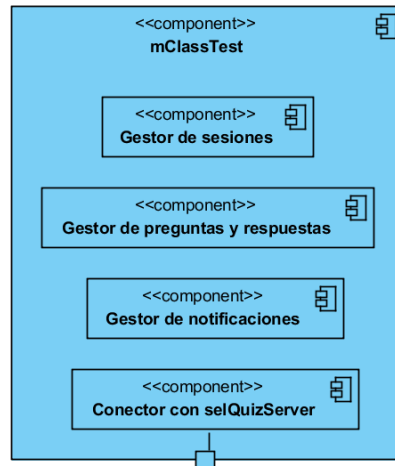 <<component>>
mClassTest
<<component>>
Gestor de sesiones
<<component>>
Gestor de preguntas y respuestas
<<component>>
Gestor de notificaciones
<<component>>
Conector con selQuizServer